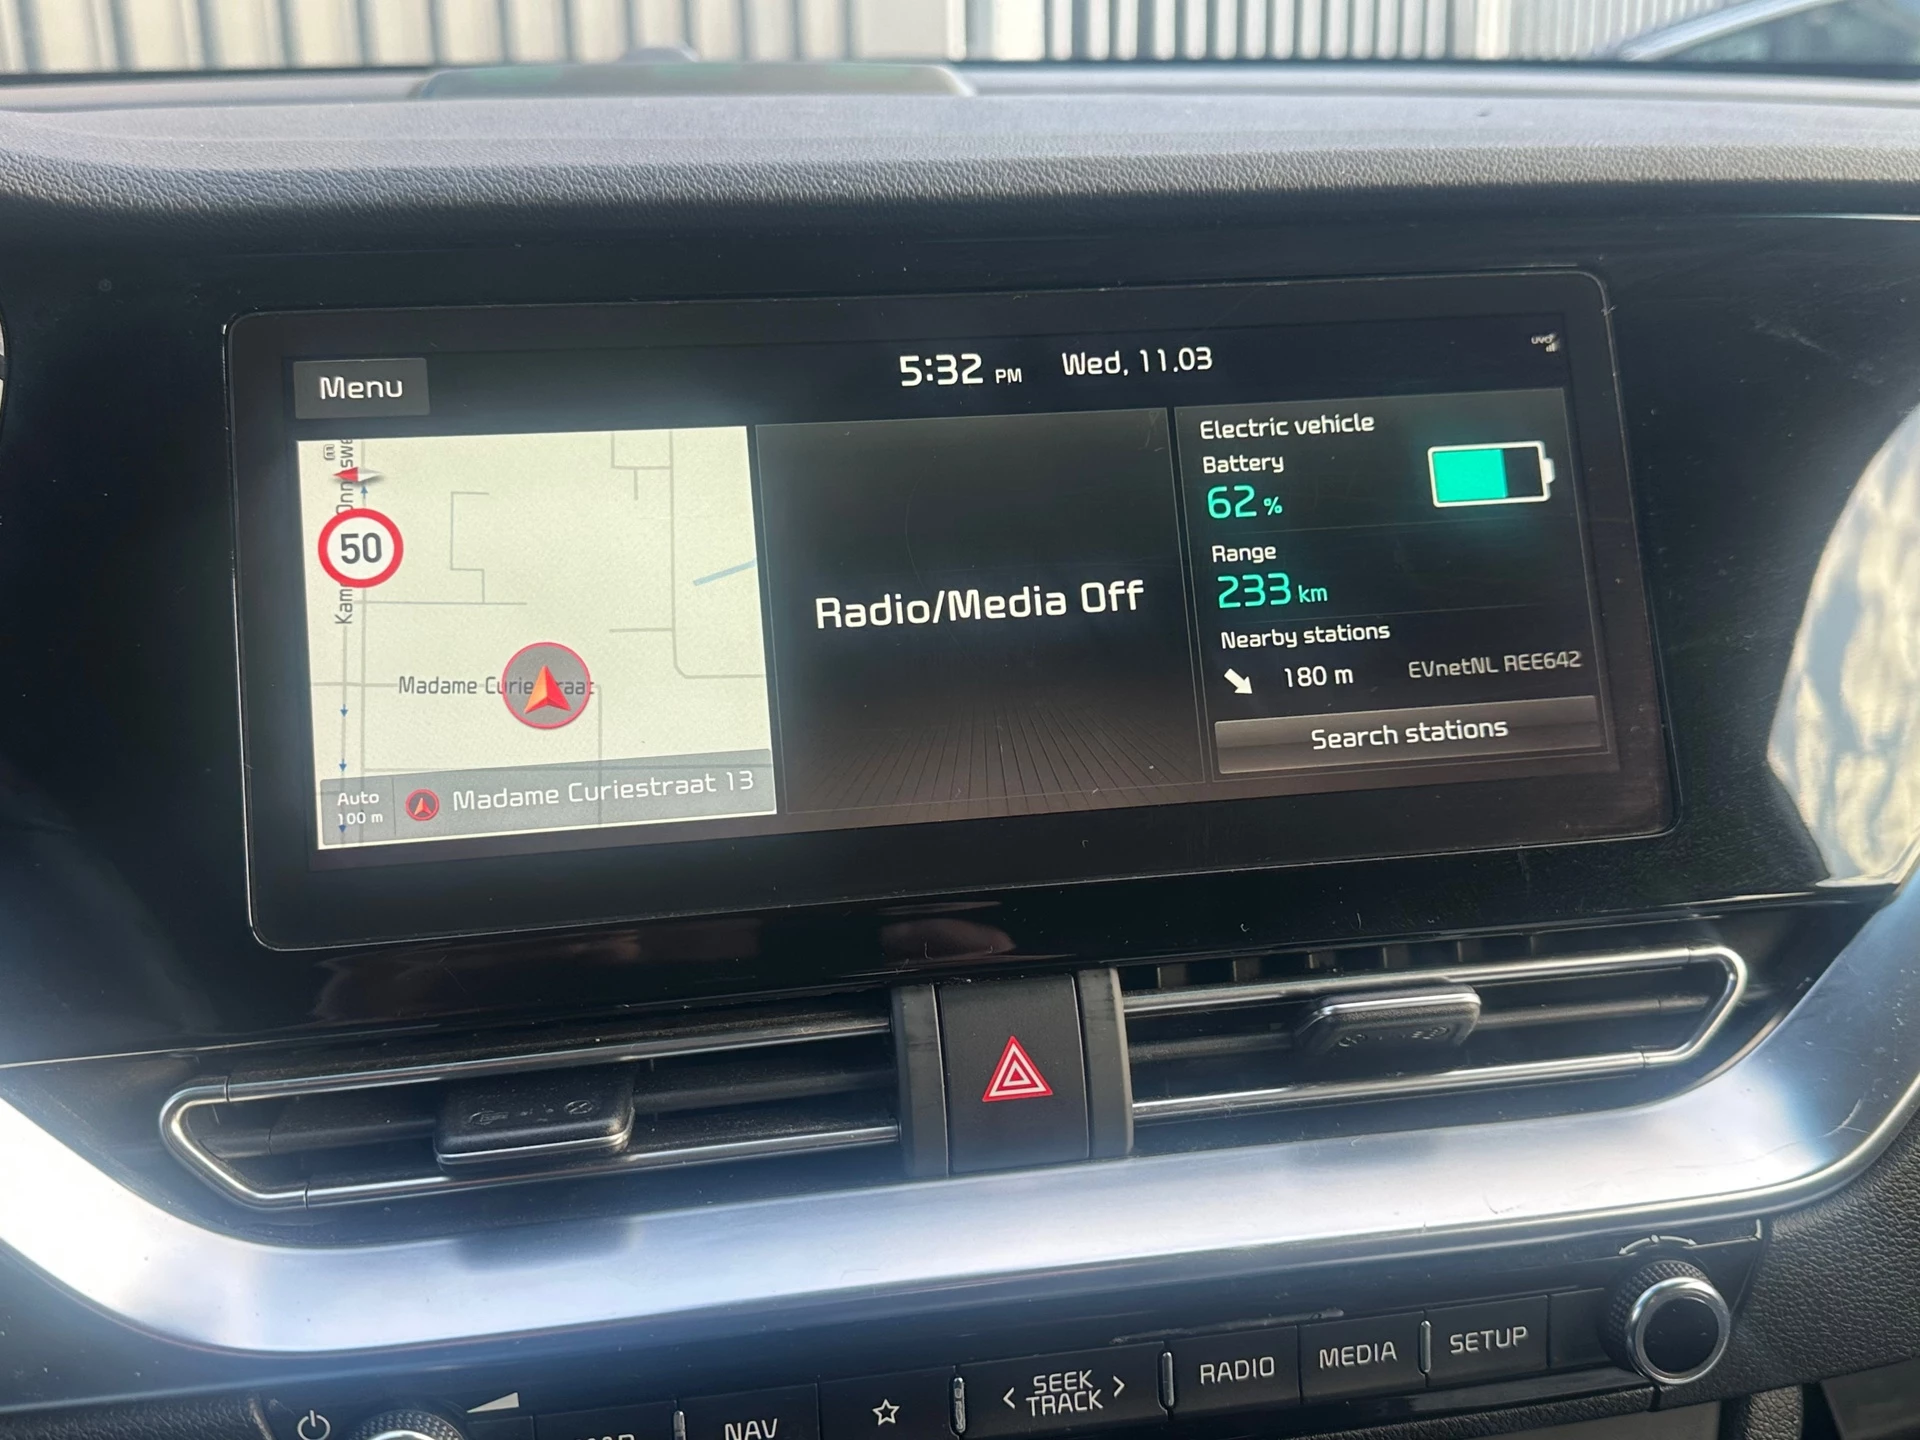 Menu
5:32 PM
Wed, 11.03
UVO
50
Madame Curiestraat
Auto
100 m
Madame Curiestraat 13
Radio/Media Off
Electric vehicle
Battery
62 %
Range
233 km
Nearby stations
180 m
EVnetNL REE642
Search stations
NAV
SEEK
TRACK
RADIO
MEDIA
SETUP